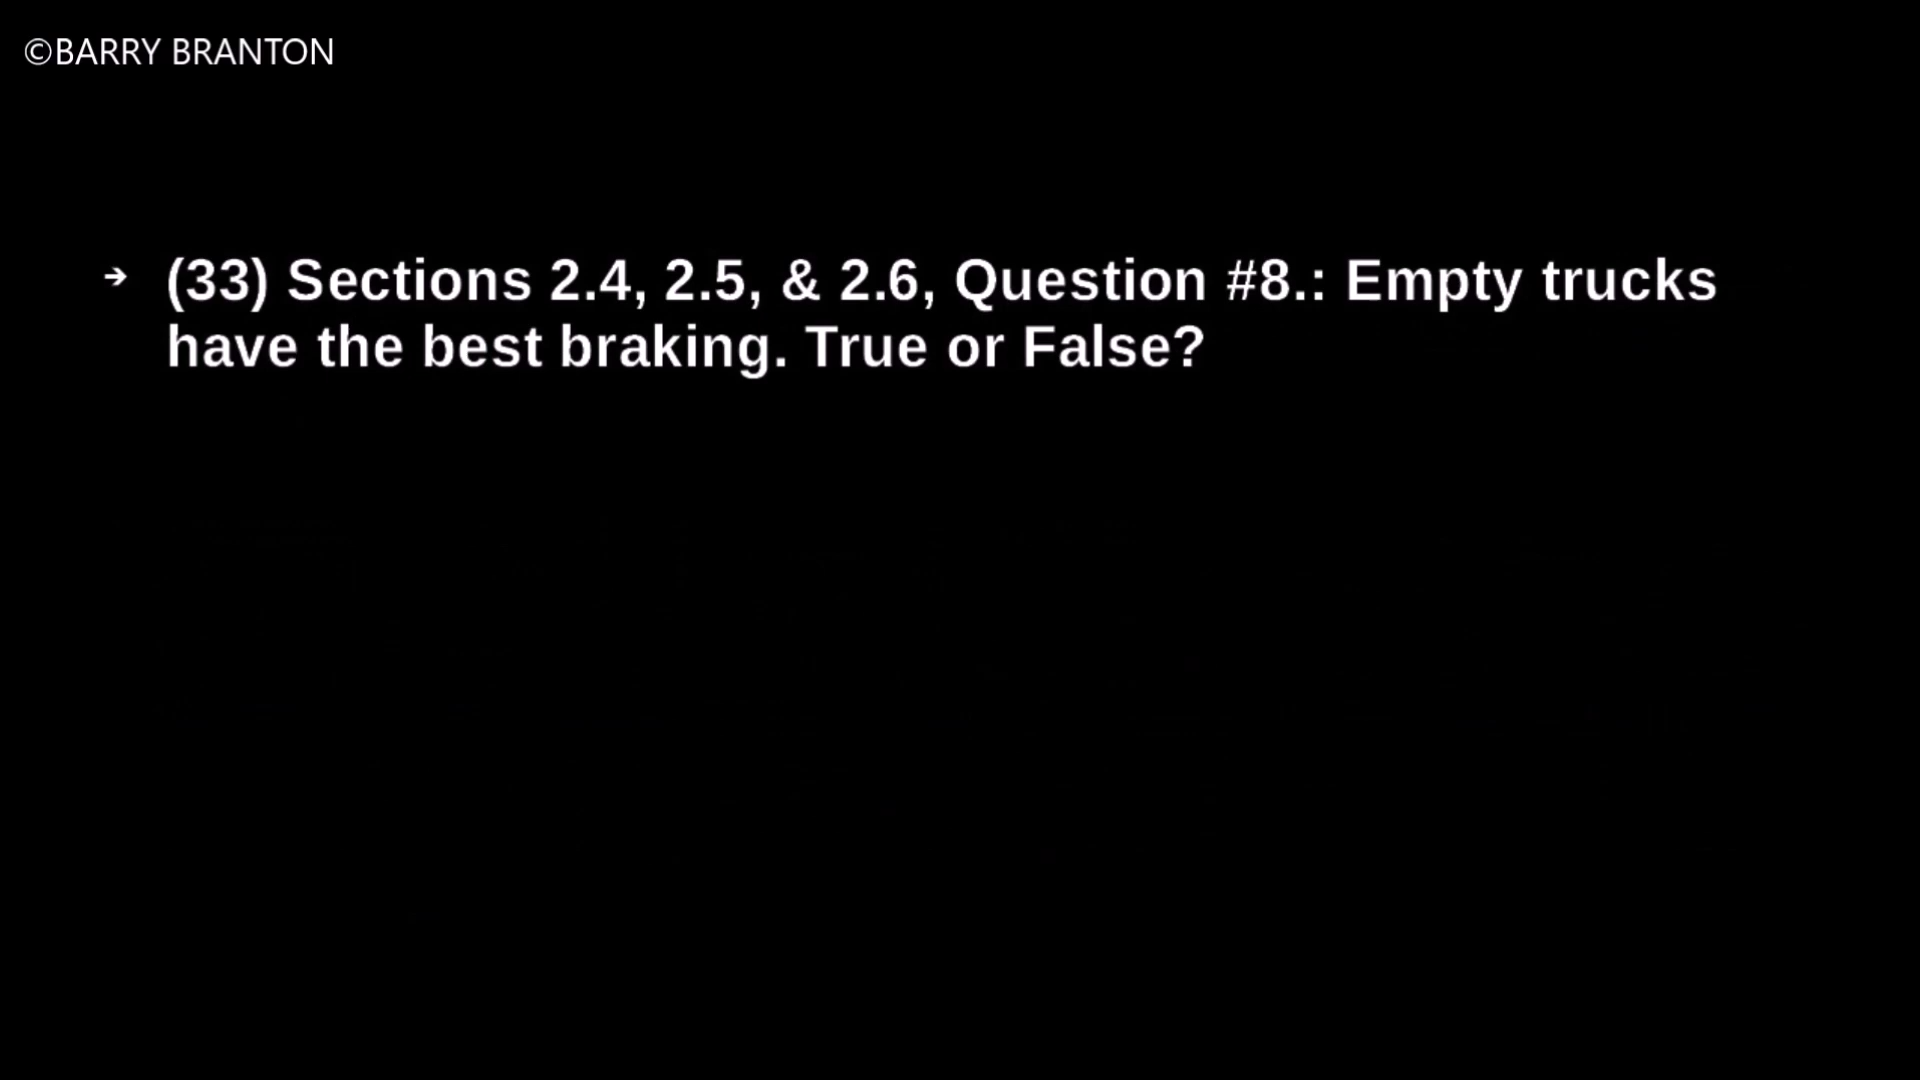 ©BARRY BRANTON
➔ (33) Sections 2.4, 2.5, & 2.6, Question #8.: Empty trucks
have the best braking. True or False?